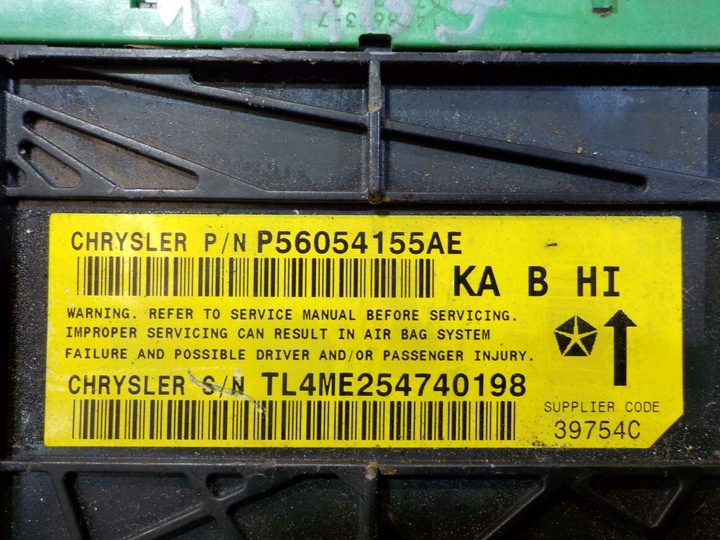 CHRYSLER P/N P56054155AE
KA B HI
WARNING. REFER TO SERVICE MANUAL BEFORE SERVICING.
IMPROPER SERVICING CAN RESULT IN AIR BAG SYSTEM
FAILURE AND POSSIBLE DRIVER AND/OR PASSENGER INJURY.
CHRYSLER S/N TL4ME254740198
SUPPLIER CODE
39754C